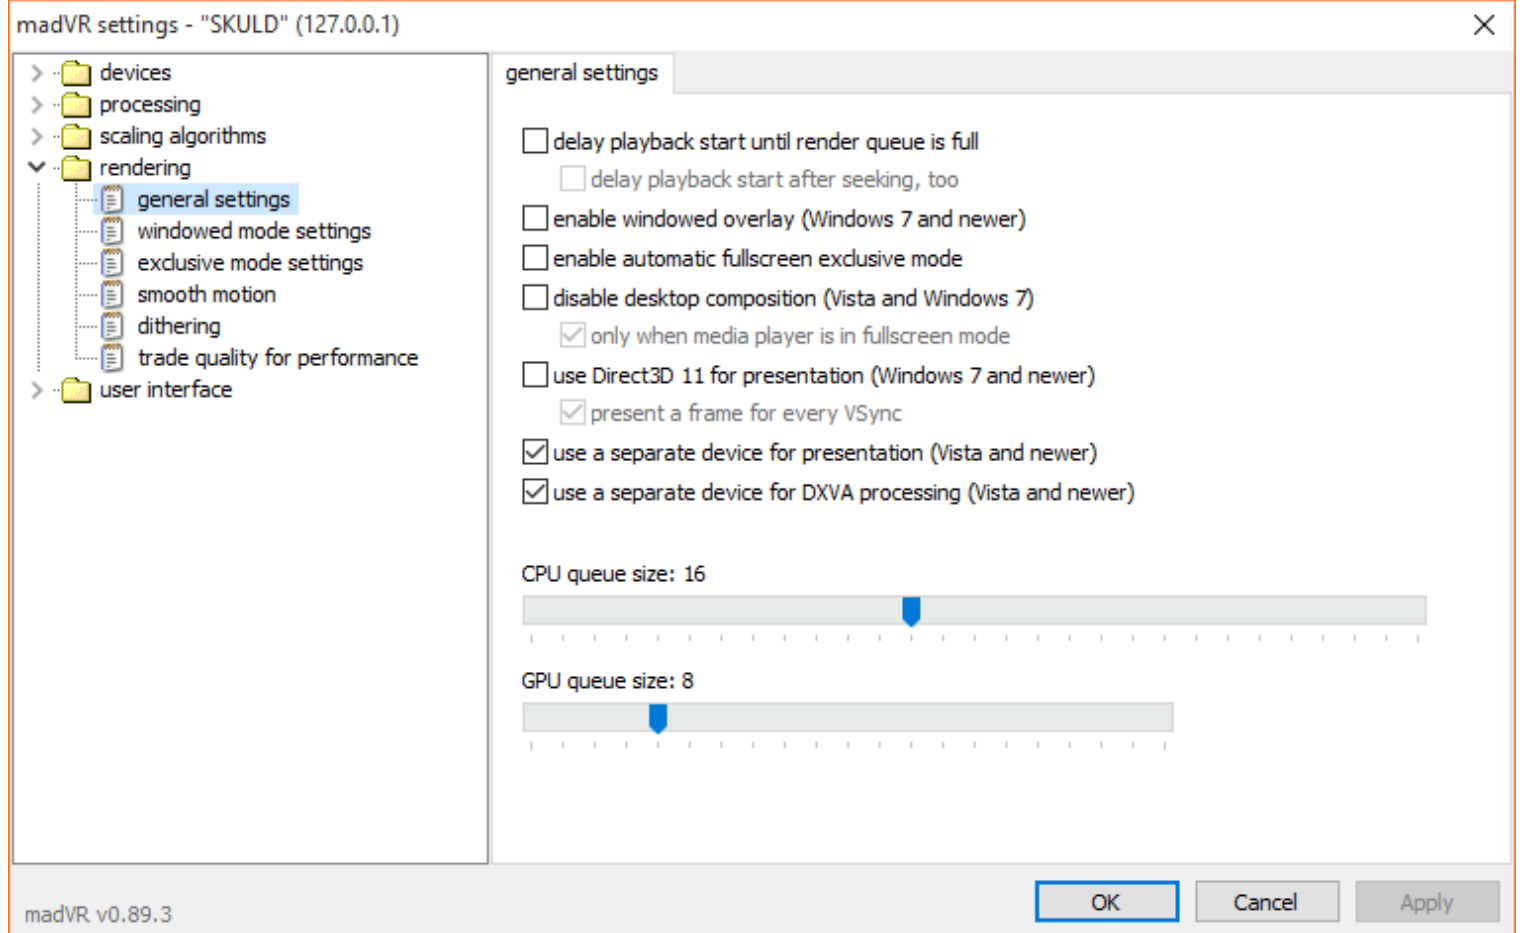 madVR settings - "SKULD" (127.0.0.1)
devices
processing
scaling algorithms
rendering
general settings
windowed mode settings
exclusive mode settings
smooth motion
dithering
trade quality for performance
user interface
general settings
delay playback start until render queue is full
delay playback start after seeking, too
enable windowed overlay (Windows 7 and newer)
enable automatic fullscreen exclusive mode
disable desktop composition (Vista and Windows 7)
only when media player is in fullscreen mode
use Direct3D 11 for presentation (Windows 7 and newer)
present a frame for every VSync
use a separate device for presentation (Vista and newer)
use a separate device for DXVA processing (Vista and newer)
CPU queue size: 16
GPU queue size: 8
madVR v0.89.3
OK
Cancel
Apply